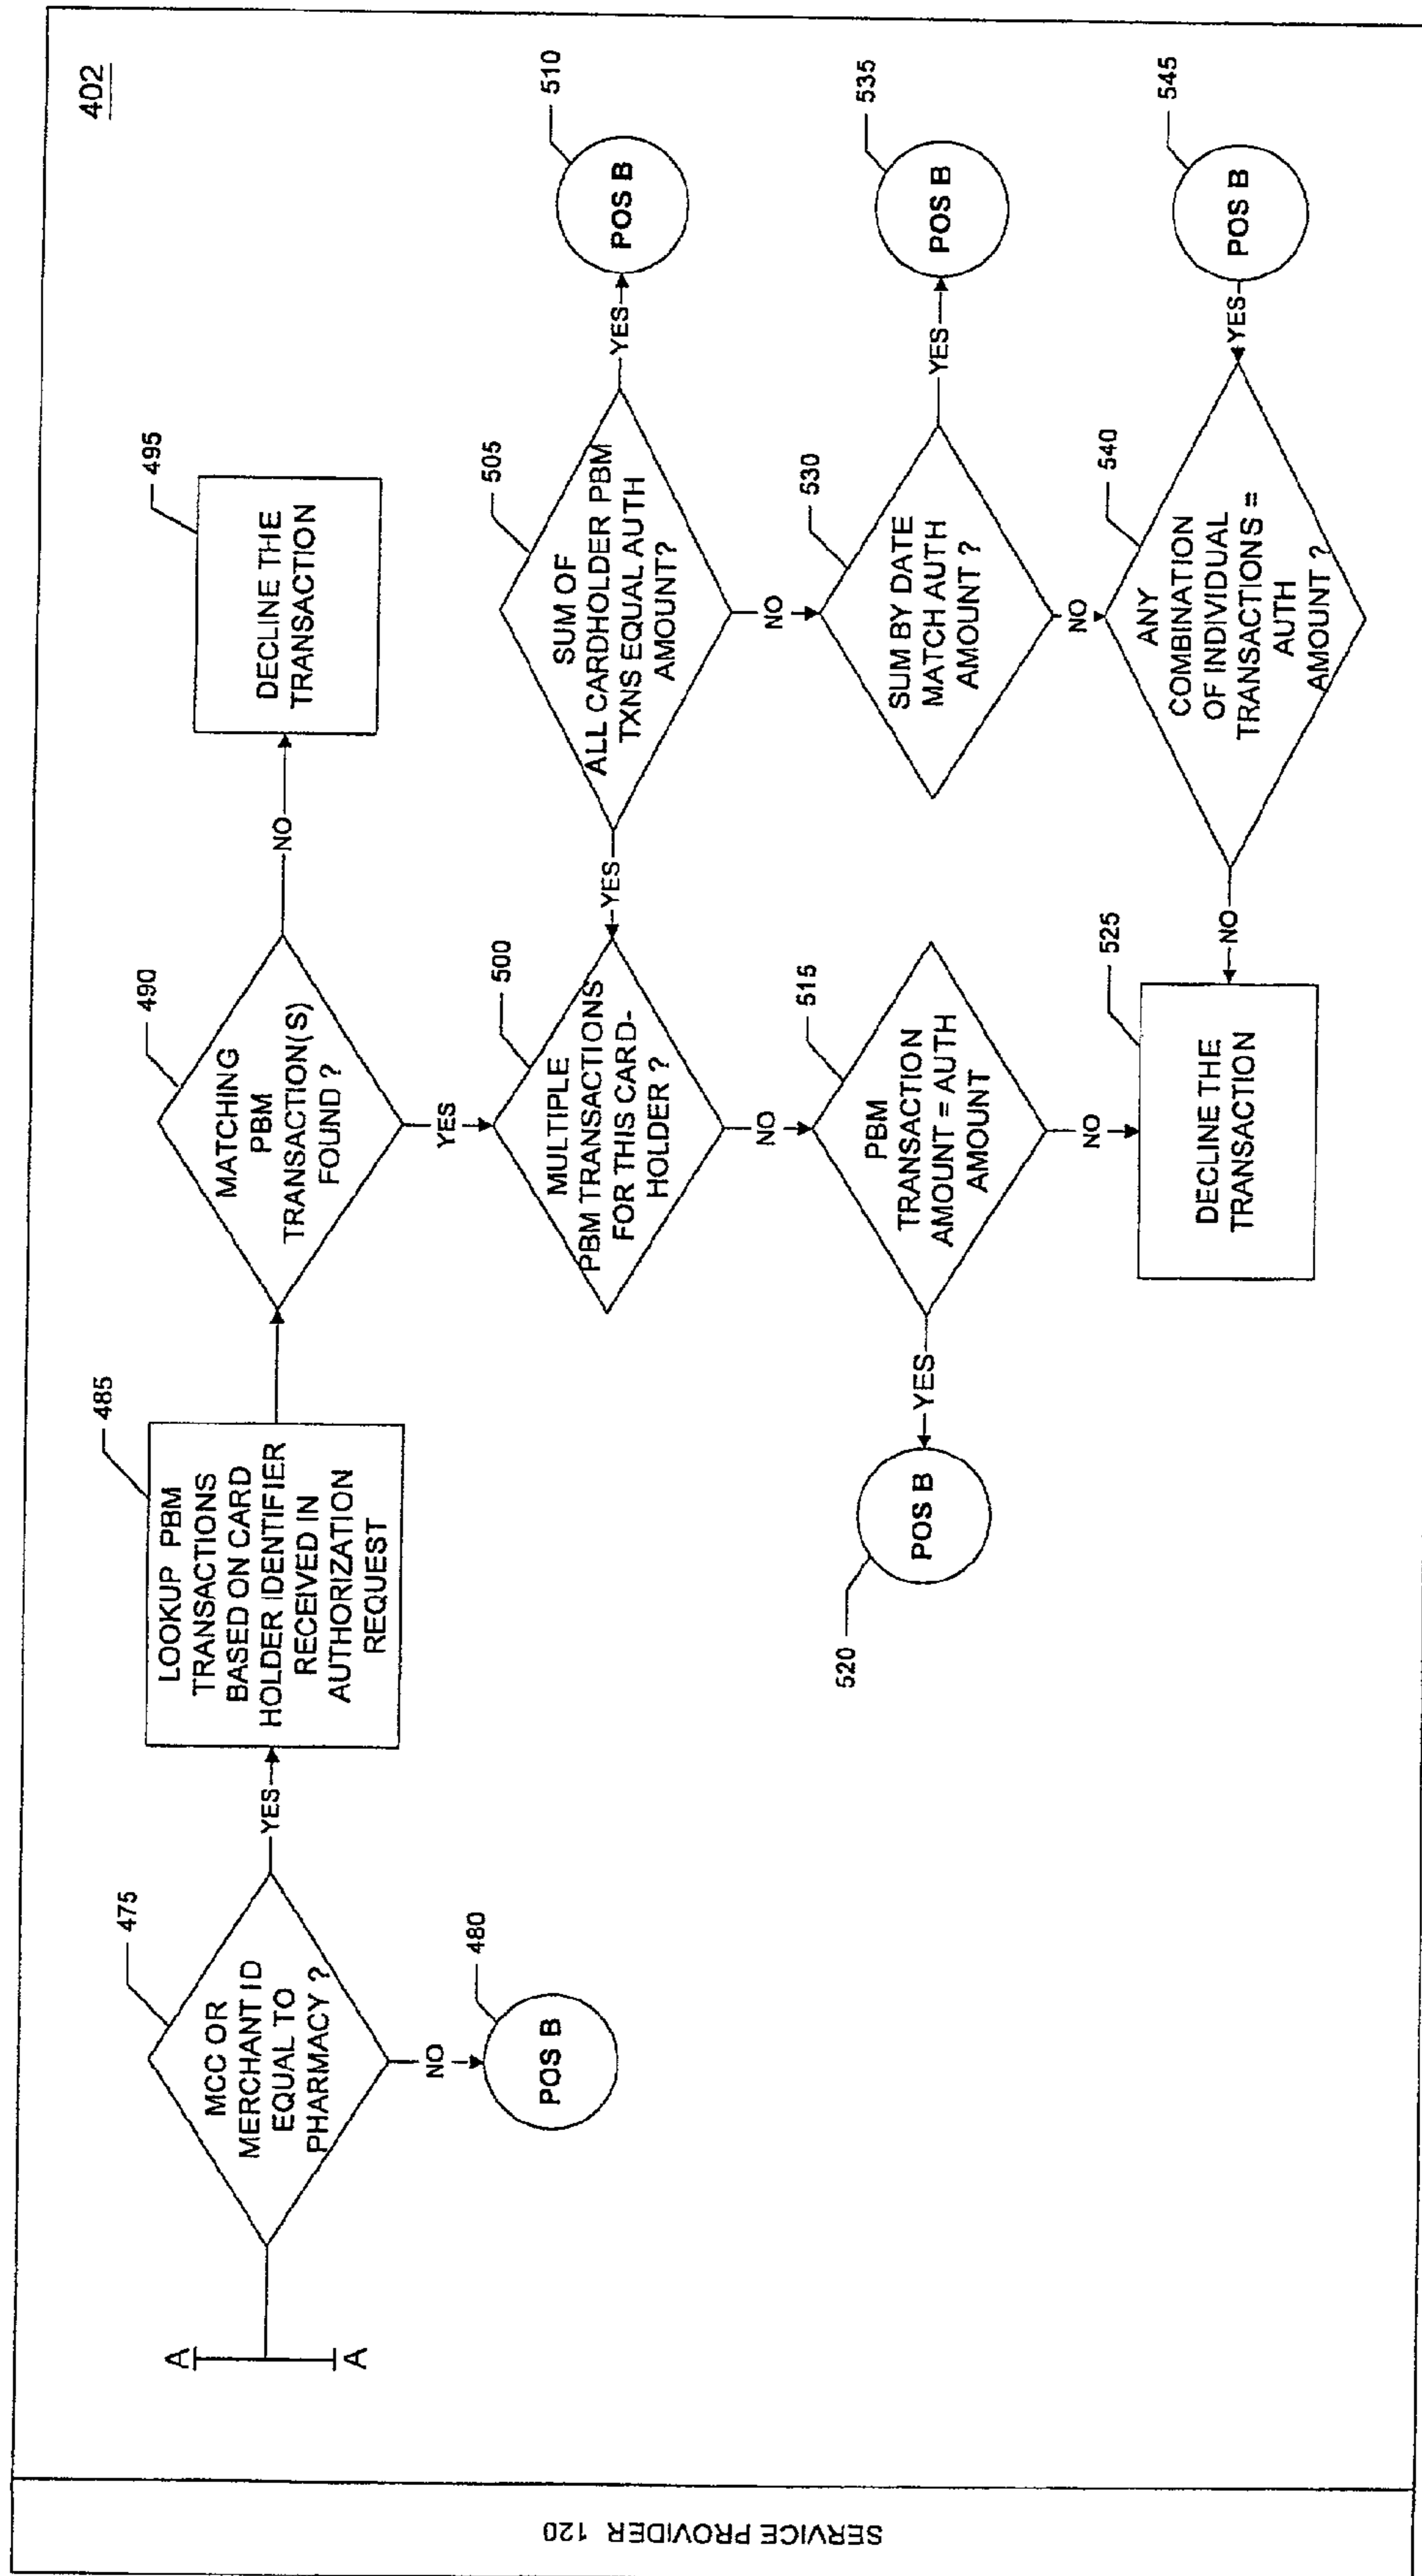 402
A
A
MCC OR
MERCHANT ID
EQUAL TO
PHARMACY ?
475
NO
POS B
480
YES
LOOKUP PBM
TRANSACTIONS
BASED ON CARD
HOLDER IDENTIFIER
RECEIVED IN
AUTHORIZATION
REQUEST
485
MATCHING
PBM
TRANSACTION(S)
FOUND ?
490
NO
DECLINE THE
TRANSACTION
495
YES
MULTIPLE
PBM TRANSACTIONS
FOR THIS CARD-
HOLDER ?
500
YES
SUM OF
ALL CARDHOLDER PBM
TXNS EQUAL AUTH
AMOUNT?
505
YES
POS B
510
NO
PBM
TRANSACTION
AMOUNT = AUTH
AMOUNT
515
YES
POS B
520
NO
DECLINE THE
TRANSACTION
525
NO
SUM BY DATE
MATCH AUTH
AMOUNT ?
530
YES
POS B
535
NO
ANY
COMBINATION
OF INDIVIDUAL
TRANSACTIONS =
AUTH
AMOUNT ?
540
YES
POS B
545
NO
SERVICE PROVIDER 120